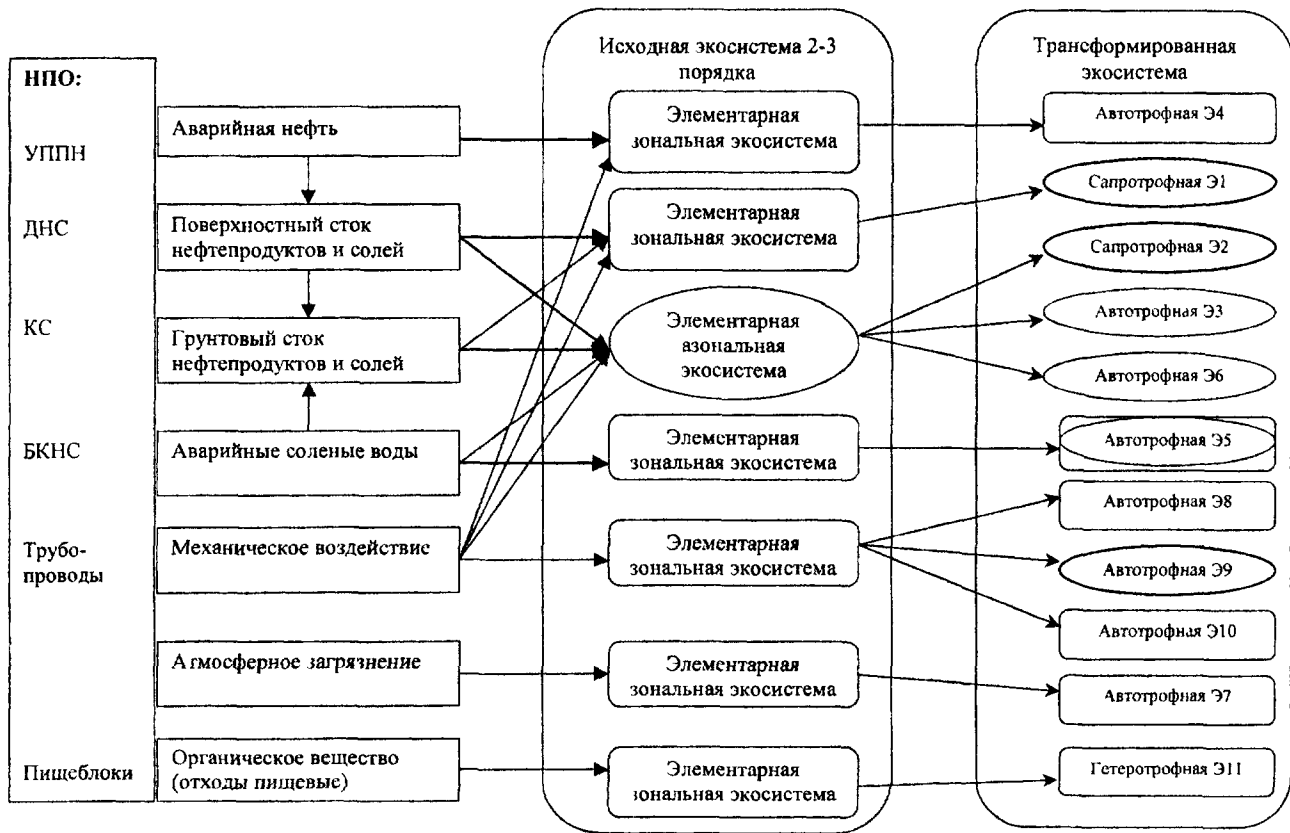 НПО:
УППН
ДНС
КС
БКНС
Трубо-
проводы
Пищеблоки
Аварийная нефть
Поверхностный сток
нефтепродуктов и солей
Грунтовый сток
нефтепродуктов и солей
Аварийные соленые воды
Механическое воздействие
Атмосферное загрязнение
Органическое вещество
(отходы пищевые)
Исходная экосистема 2-3
порядка
Элементарная
зональная экосистема
Элементарная
зональная экосистема
Элементарная
азональная
экосистема
Элементарная
зональная экосистема
Элементарная
зональная экосистема
Элементарная
зональная экосистема
Элементарная
зональная экосистема
Трансформированная
экосистема
Автотрофная Э4
Сапротрофная Э1
Сапротрофная Э2
Автотрофная Э3
Автотрофная Э6
Автотрофная Э5
Автотрофная Э8
Автотрофная Э9
Автотрофная Э10
Автотрофная Э7
Гетеротрофная Э11